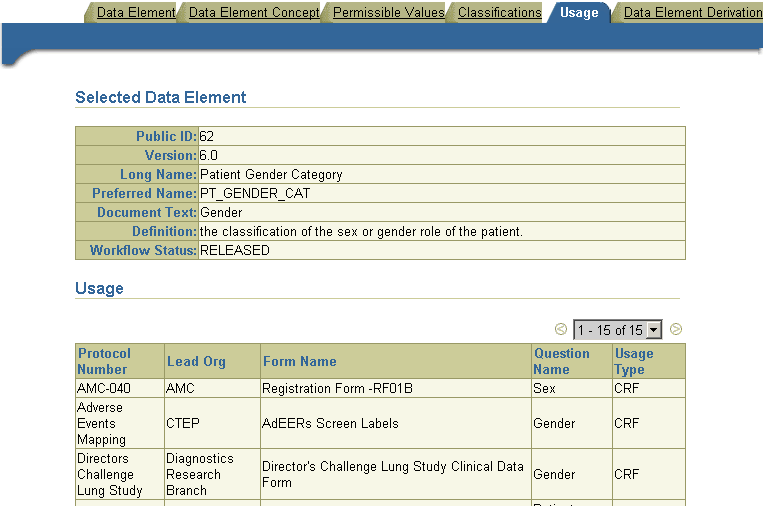 Data Element Data Element Concept Permissible Values Classifications Usage Data Element Derivation
Selected Data Element
Public ID: 62
Version: 6.0
Long Name: Patient Gender Category
Preferred Name: PT_GENDER_CAT
Document Text: Gender
Definition: the classification of the sex or gender role of the patient.
Workflow Status: RELEASED
Usage
1 - 15 of 15
Protocol Number Lead Org Form Name Question Name Usage Type
AMC-040 AMC Registration Form -RF01B Sex CRF
Adverse Events Mapping CTEP AdEERs Screen Labels Gender CRF
Directors Challenge Lung Study Diagnostics Research Branch Director's Challenge Lung Study Clinical Data Form Gender CRF